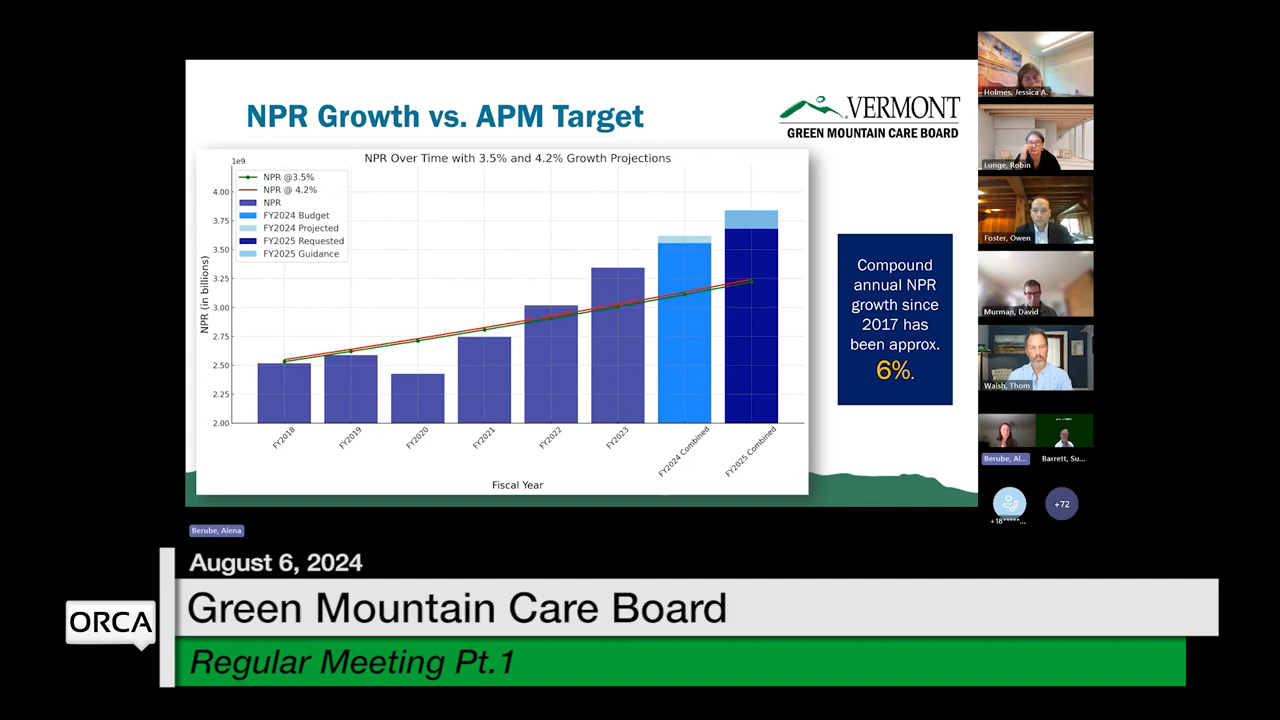 NPR Growth vs. APM Target
VERMONT
GREEN MOUNTAIN CARE BOARD
NPR Over Time with 3.5% and 4.2% Growth Projections
1e9
NPR @3.5%
NPR @ 4.2%
NPR
FY2024 Budget
FY2024 Projected
FY2025 Requested
FY2025 Guidance
4.00
3.75
3.50
3.25
3.00
2.75
2.50
2.25
2.00
NPR (in billions)
FY2018
FY2019
FY2020
FY2021
FY2022
FY2023
FY2024 Combined
FY2025 Combined
Fiscal Year
Compound
annual NPR
growth since
2017 has
been approx.
6%.
Holmes, Jessica A.
Lunge, Robin
Foster, Owen
Murman, David
Walsh, Thom
Berube, Al...
Barrett, Su...
+18*****...
+72
Berube, Alena
August 6, 2024
ORCA
Green Mountain Care Board
Regular Meeting Pt.1